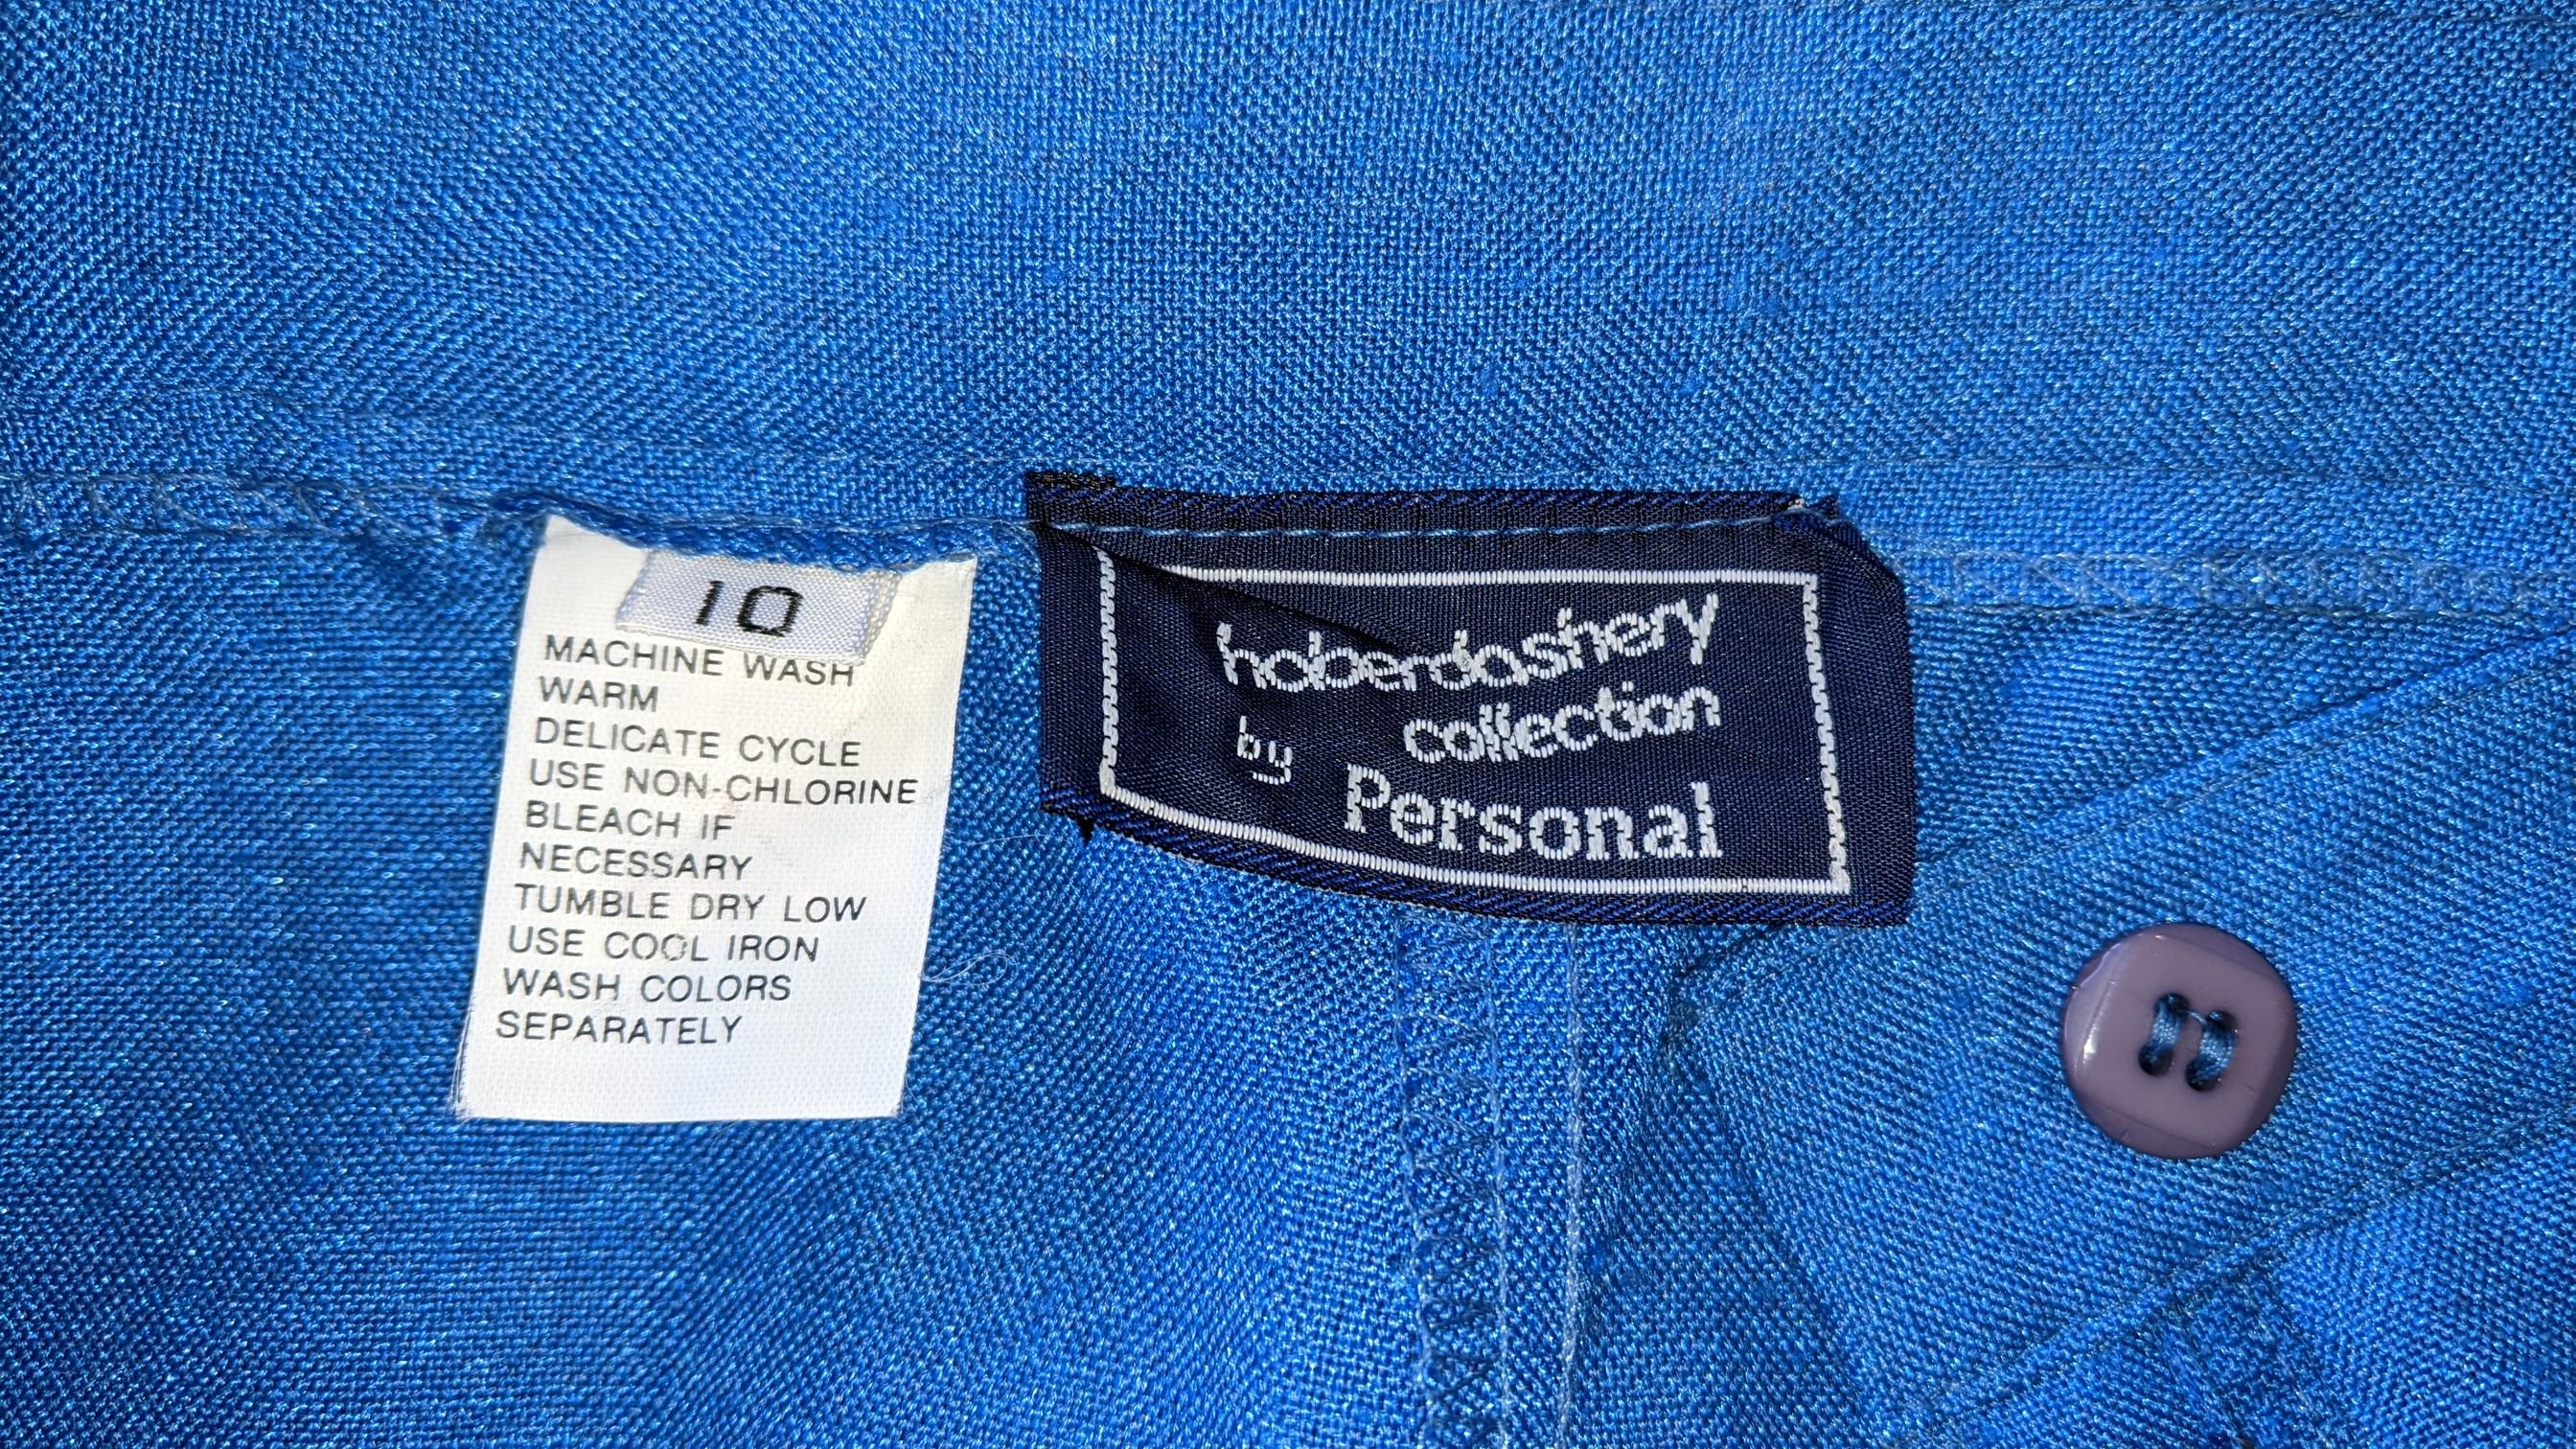 10
MACHINE WASH
WARM
DELICATE CYCLE
USE NON-CHLORINE
BLEACH IF
NECESSARY
TUMBLE DRY LOW
USE COOL IRON
WASH COLORS
SEPARATELY
haberdashery
collection
by
Personal